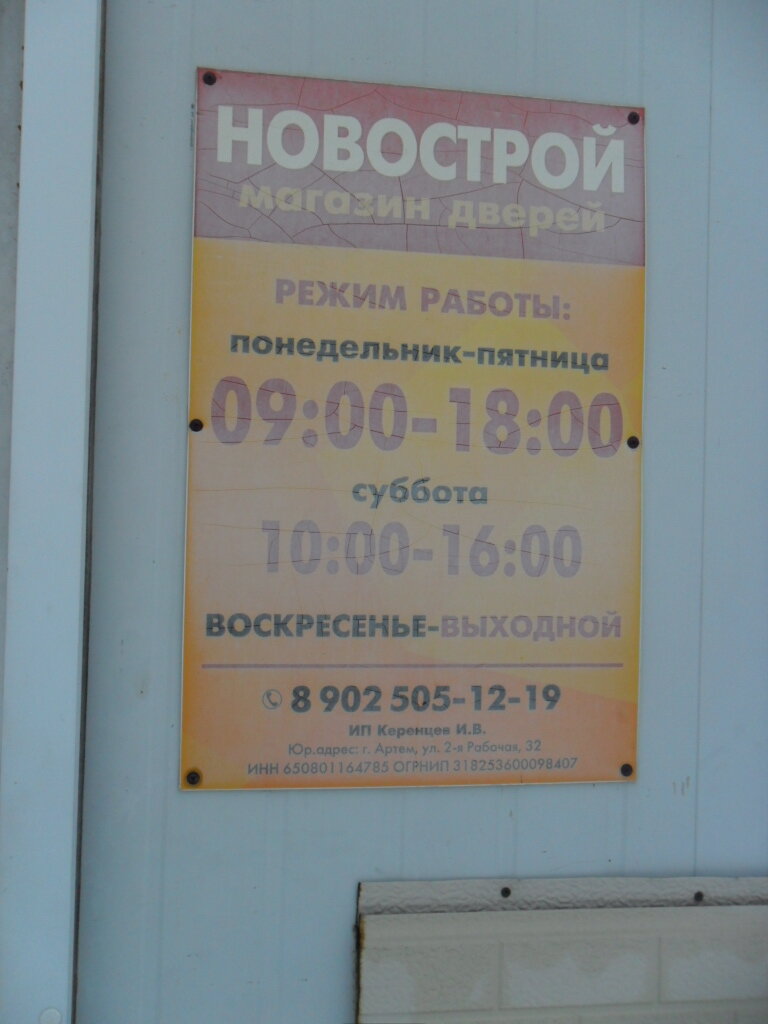 НОВОСТРОЙ
магазин дверей
РЕЖИМ РАБОТЫ:
понедельник-пятница
09:00-18:00
суббота
10:00-16:00
ВОСКРЕСЕНЬЕ-ВЫХОДНОЙ
8 902 505-12-19
ИП Керенцев И.В.
Юр.адрес: г. Артем, ул. 2-я Рабочая, 32
ИНН 650801164785 ОГРНИП 318253600098407